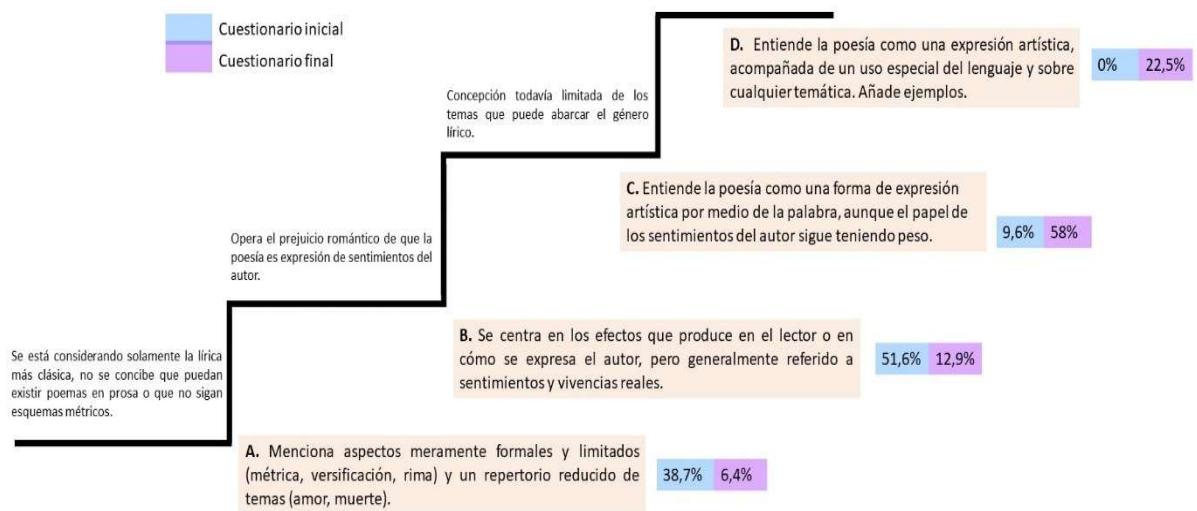 Cuestionario inicial
Cuestionario final
D. Entiende la poesía como una expresión artística,
acompañada de un uso especial del lenguaje y sobre
cualquier temática. Añade ejemplos.
0% 22,5%
Concepción todavía limitada de los
temas que puede abarcar el género
lírico.
C. Entiende la poesía como una forma de expresión
artística por medio de la palabra, aunque el papel de
los sentimientos del autor sigue teniendo peso.
9,6% 58%
Opera el prejuicio romántico de que la
poesía es expresión de sentimientos del
autor.
B. Se centra en los efectos que produce en el lector o en
cómo se expresa el autor, pero generalmente referido a
sentimientos y vivencias reales.
51,6% 12,9%
Se está considerando solamente la lírica
más clásica, no se concibe que puedan
existir poemas en prosa o que no sigan
esquemas métricos.
A. Menciona aspectos meramente formales y limitados
(métrica, versificación, rima) y un repertorio reducido de
temas (amor, muerte).
38,7% 6,4%